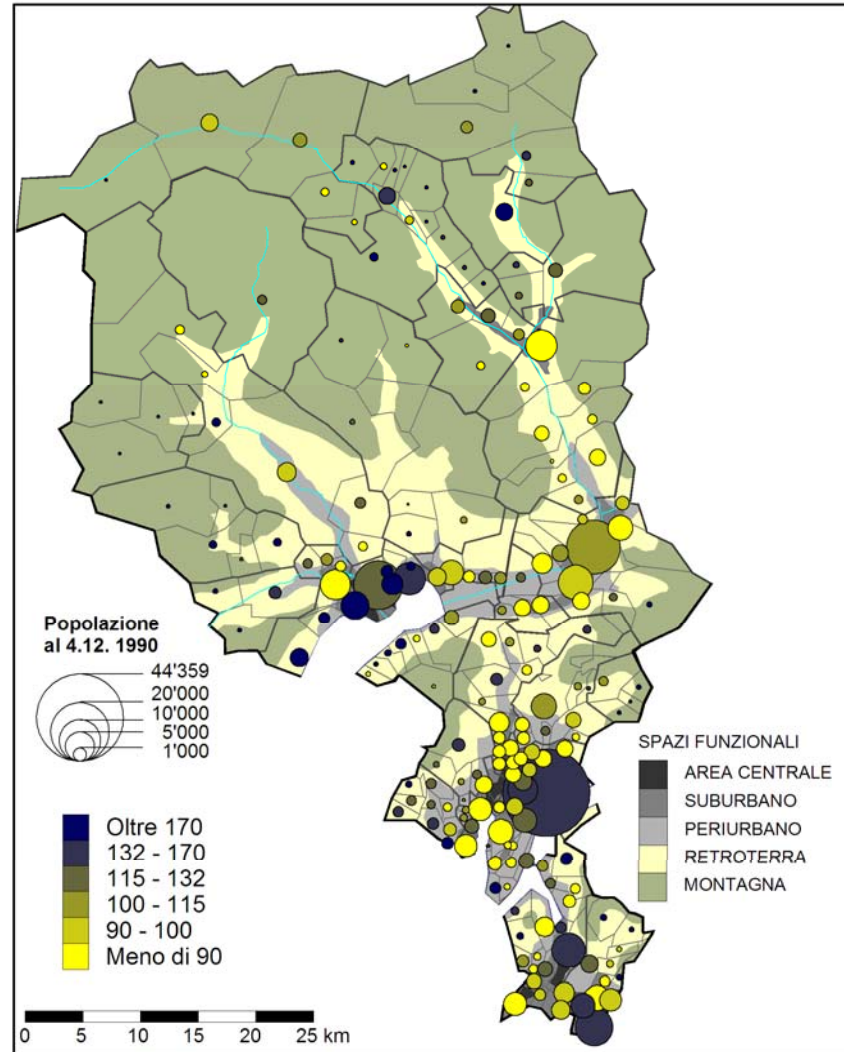 Popolazione
al 4.12. 1990
44'359
20'000
10'000
5'000
1'000
Oltre 170
132 - 170
115 - 132
100 - 115
90 - 100
Meno di 90
0 5 10 15 20 25 km
SPAZI FUNZIONALI
AREA CENTRALE
SUBURBANO
PERIURBANO
RETROTERRA
MONTAGNA